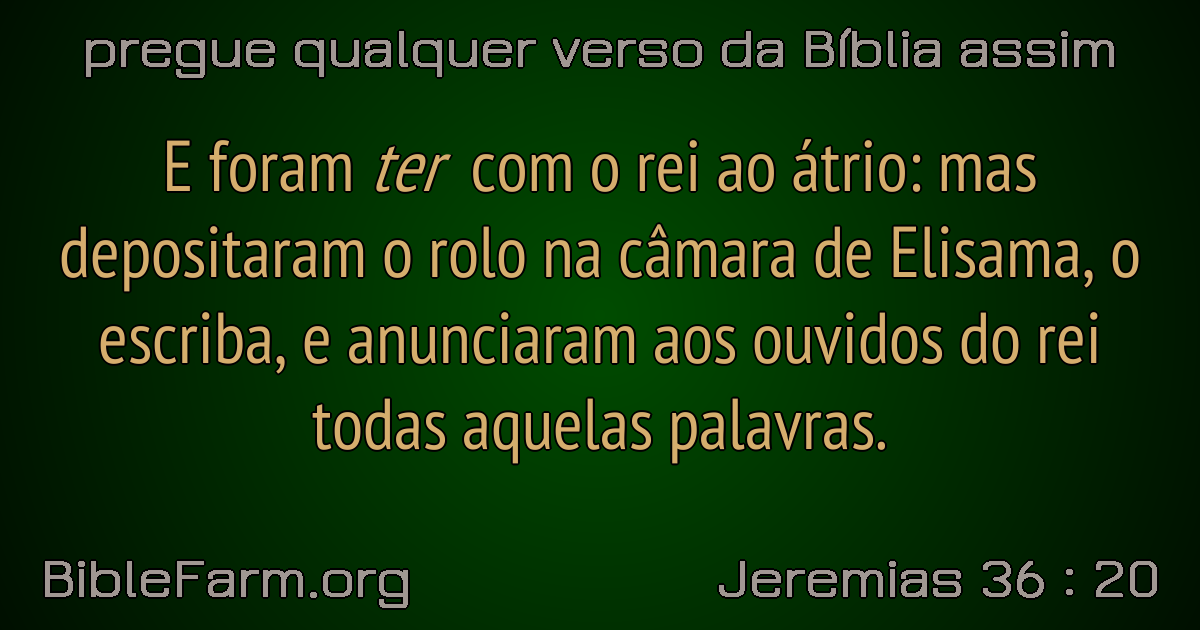 pregue qualquer verso da Bíblia assim
E foram ter com o rei ao átrio: mas
depositaram o rolo na câmara de Elisama, o
escriba, e anunciaram aos ouvidos do rei
todas aquelas palavras.
BibleFarm.org
Jeremias 36 : 20